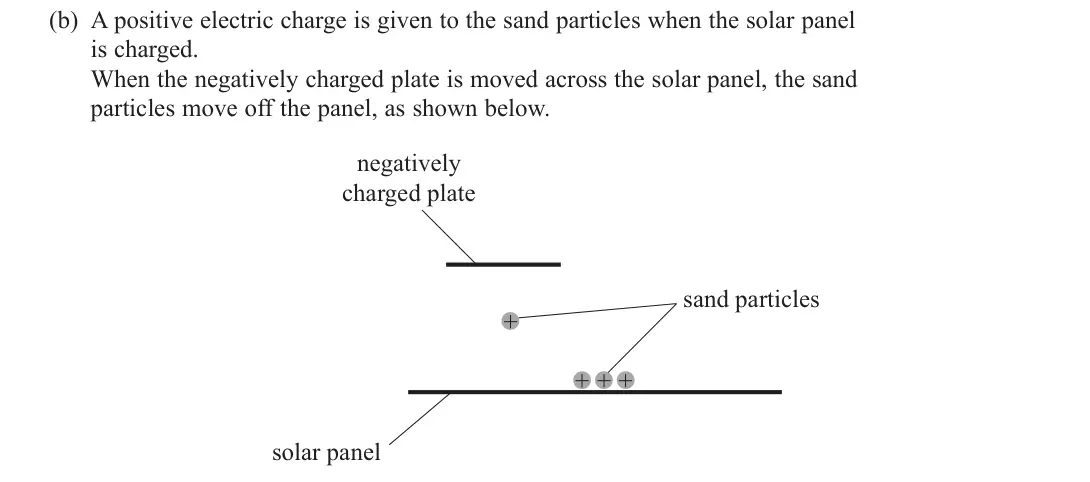 (b) A positive electric charge is given to the sand particles when the solar panel
is charged.
When the negatively charged plate is moved across the solar panel, the sand
particles move off the panel, as shown below.
negatively
charged plate
sand particles
+
+ + +
solar panel